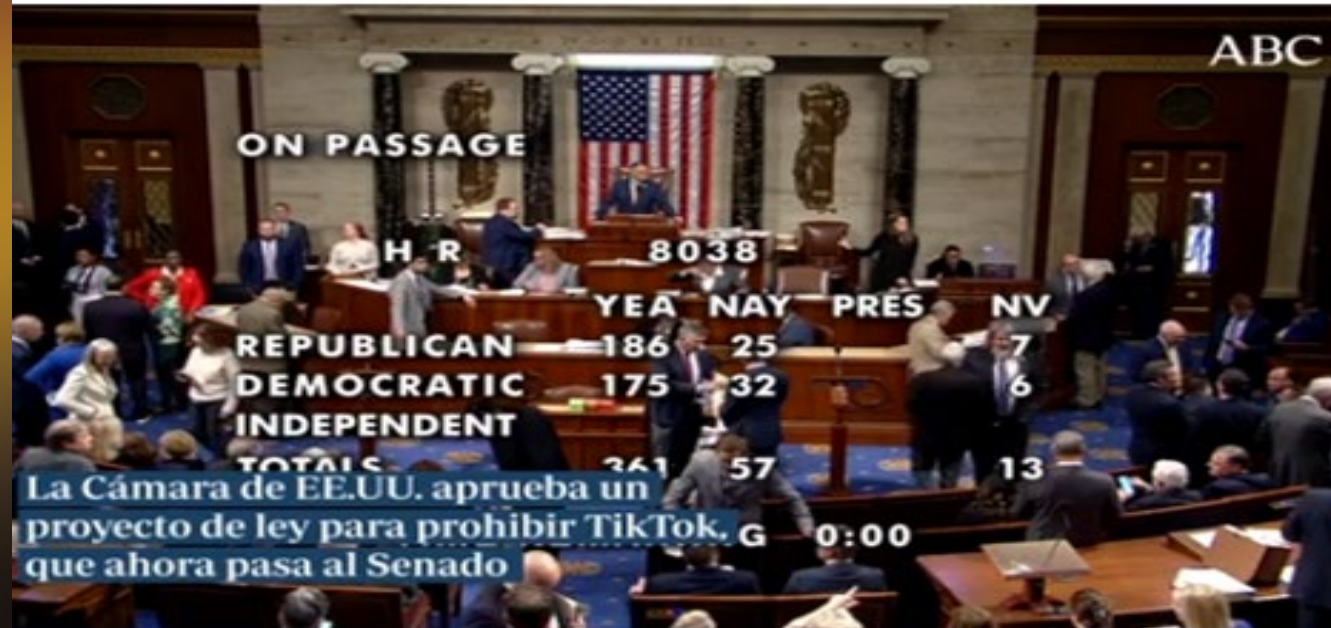 ABC
ON PASSAGE
H R 8038
YEA NAY PRES NV
REPUBLICAN 186 25 7
DEMOCRATIC 175 32 6
INDEPENDENT
TOTALS 361 57 13
G 0:00
La Cámara de EE.UU. aprueba un
proyecto de ley para prohibir TikTok,
que ahora pasa al Senado